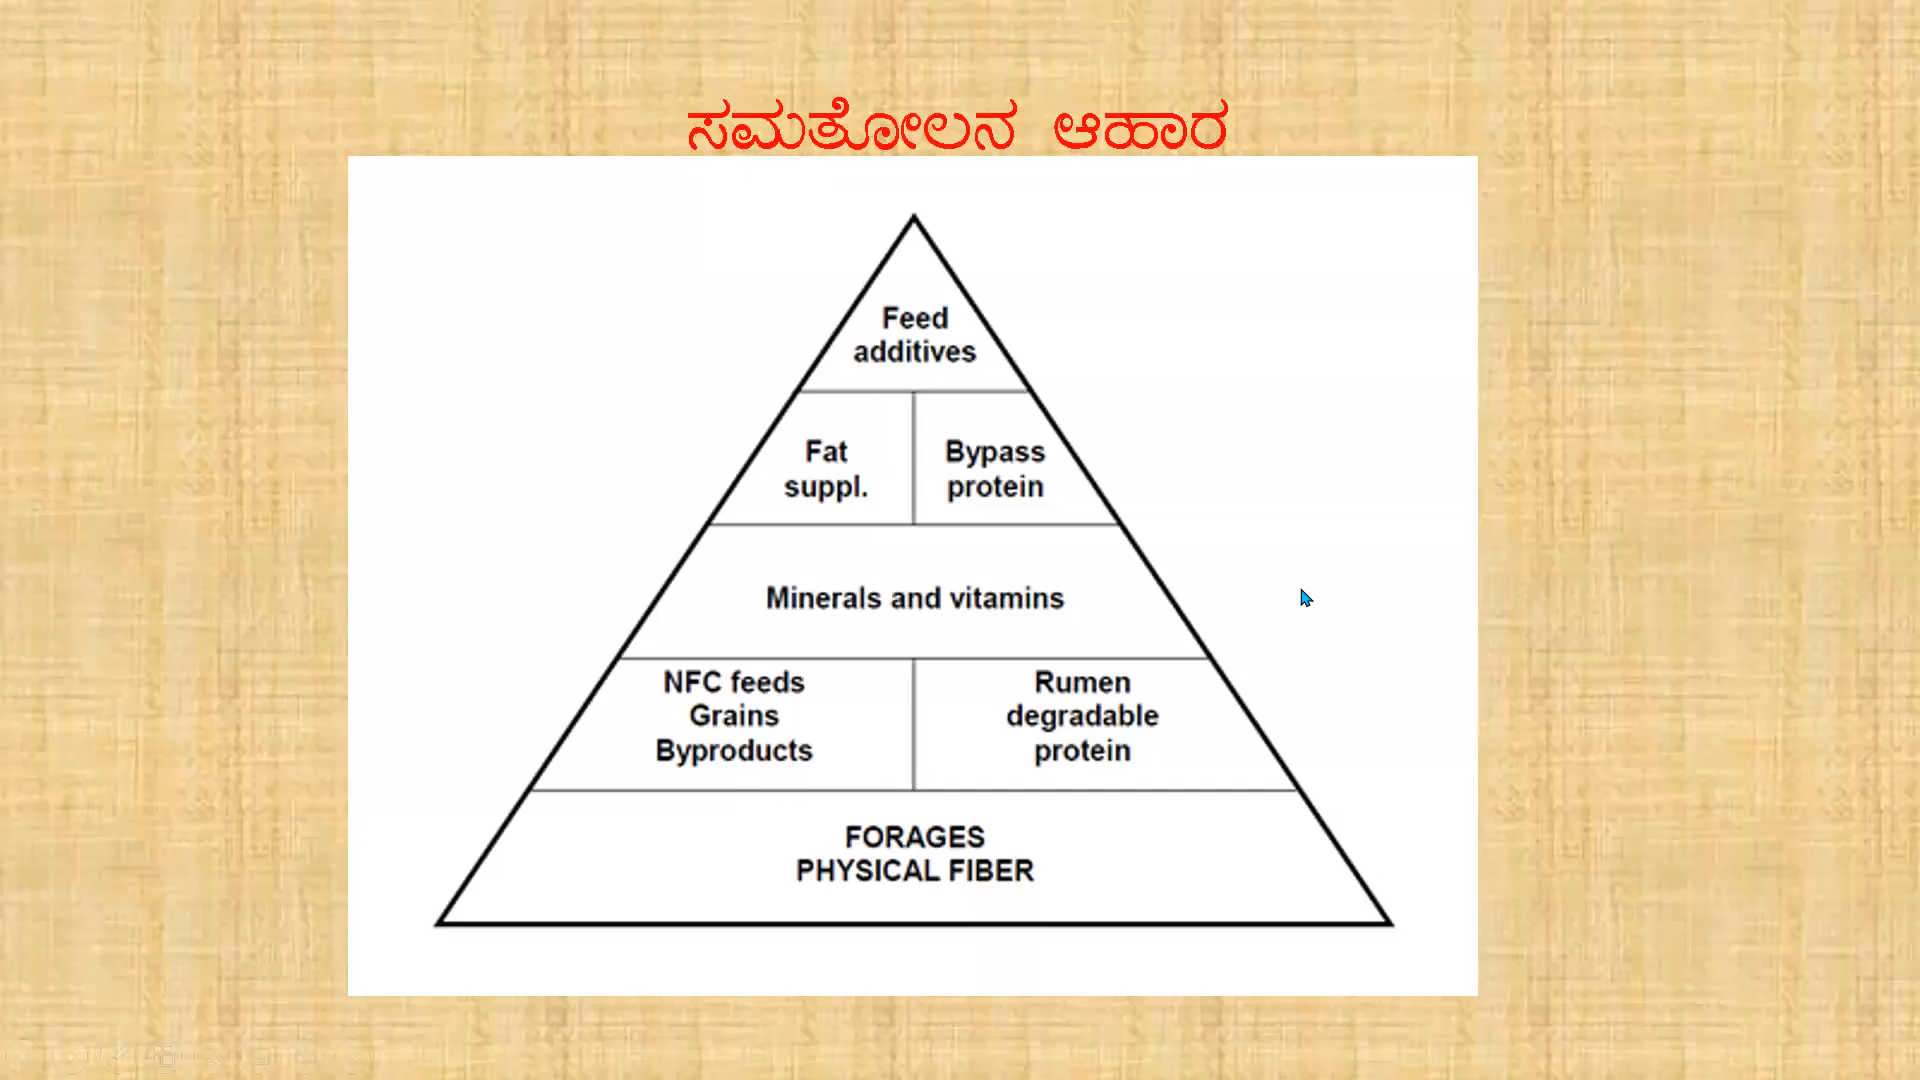 ಸಮತೋಲನ ಆಹಾರ
Feed
additives
Fat
suppl.
Bypass
protein
Minerals and vitamins
NFC feeds
Grains
Byproducts
Rumen
degradable
protein
FORAGES
PHYSICAL FIBER